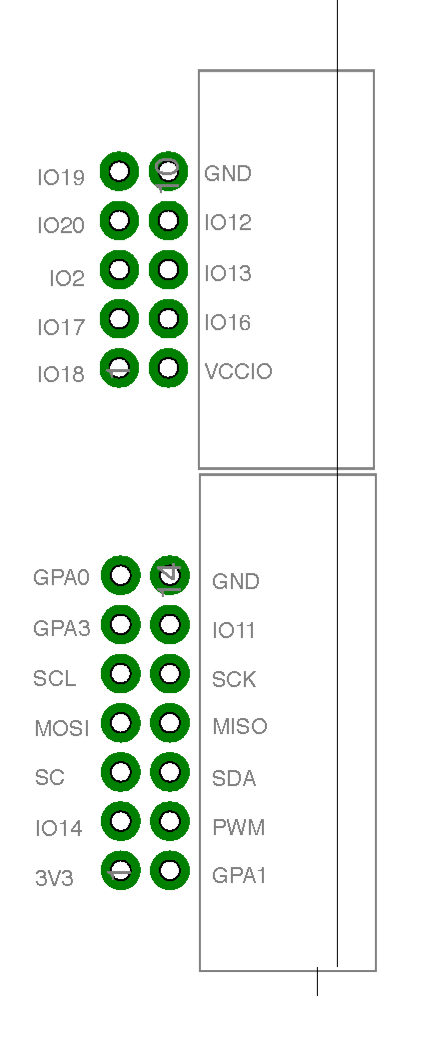 IO19 10 GND
IO20 IO12
IO2 IO13
IO17 IO16
IO18 1 VCCIO
GPA0 14 GND
GPA3 IO11
SCL SCK
MOSI MISO
SC SDA
IO14 PWM
3V3 1 GPA1